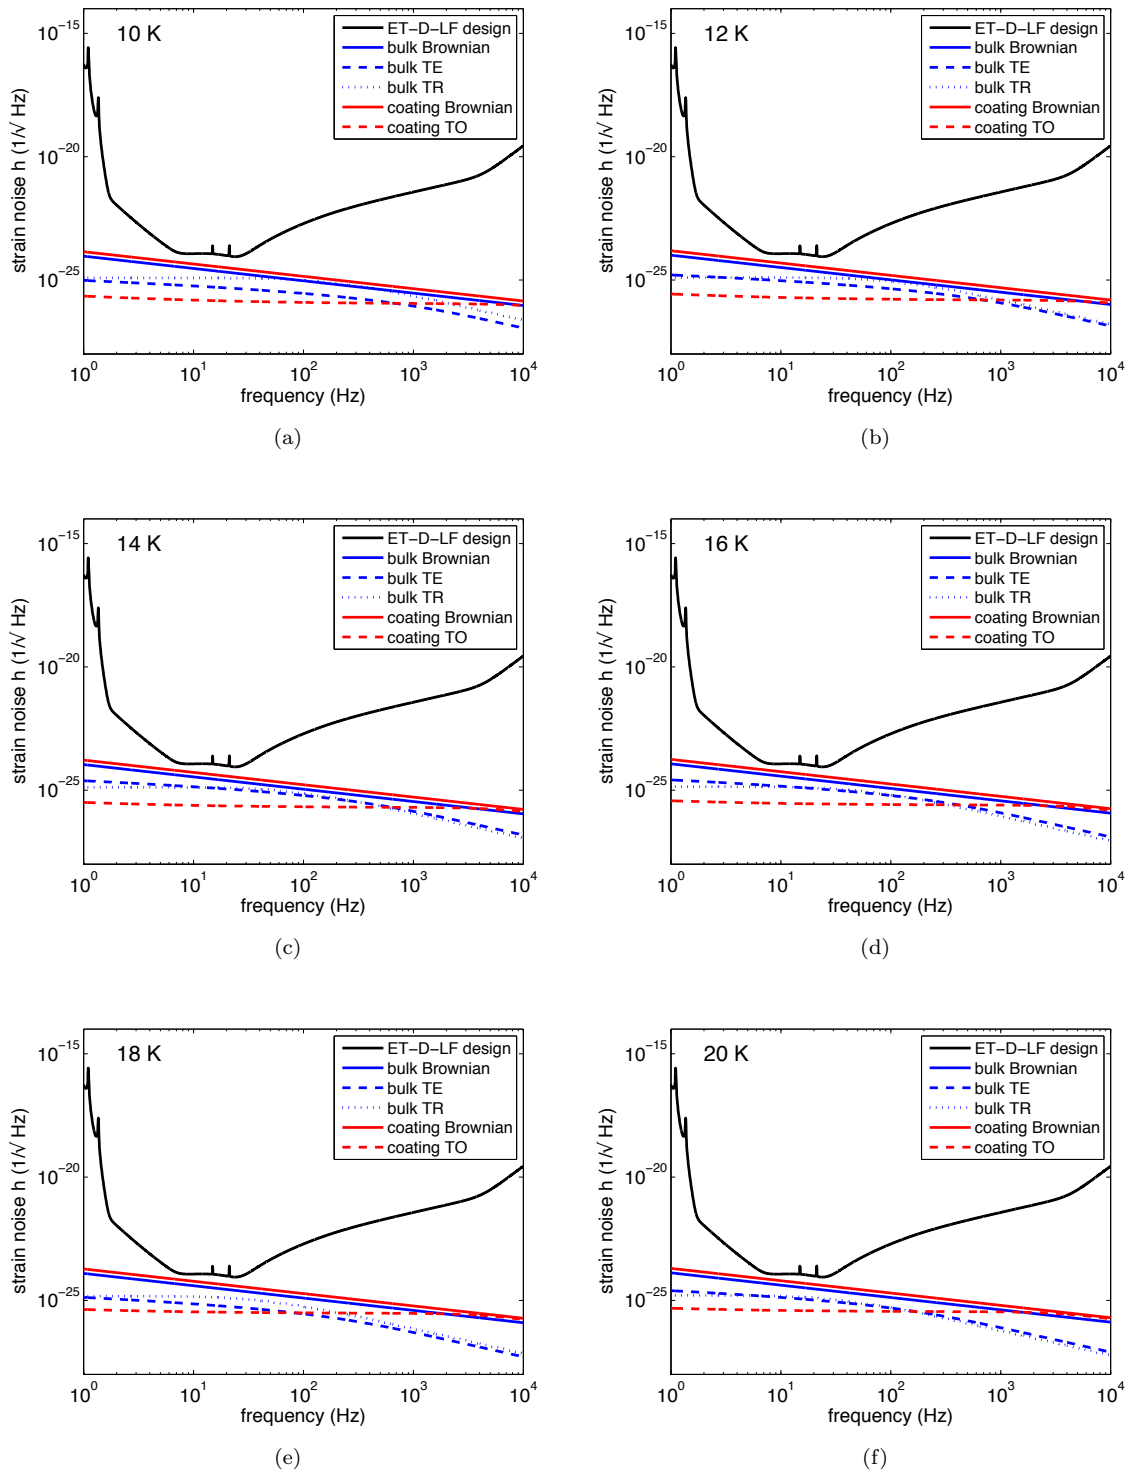 10 K
ET–D–LF design
bulk Brownian
bulk TE
bulk TR
coating Brownian
coating TO
10^−15
10^−20
10^−25
strain noise h (1/√ Hz)
10^0 10^1 10^2 10^3 10^4
frequency (Hz)
(a)
12 K
ET–D–LF design
bulk Brownian
bulk TE
bulk TR
coating Brownian
coating TO
10^−15
10^−20
10^−25
strain noise h (1/√ Hz)
10^0 10^1 10^2 10^3 10^4
frequency (Hz)
(b)
14 K
ET–D–LF design
bulk Brownian
bulk TE
bulk TR
coating Brownian
coating TO
10^−15
10^−20
10^−25
strain noise h (1/√ Hz)
10^0 10^1 10^2 10^3 10^4
frequency (Hz)
(c)
16 K
ET–D–LF design
bulk Brownian
bulk TE
bulk TR
coating Brownian
coating TO
10^−15
10^−20
10^−25
strain noise h (1/√ Hz)
10^0 10^1 10^2 10^3 10^4
frequency (Hz)
(d)
18 K
ET–D–LF design
bulk Brownian
bulk TE
bulk TR
coating Brownian
coating TO
10^−15
10^−20
10^−25
strain noise h (1/√ Hz)
10^0 10^1 10^2 10^3 10^4
frequency (Hz)
(e)
20 K
ET–D–LF design
bulk Brownian
bulk TE
bulk TR
coating Brownian
coating TO
10^−15
10^−20
10^−25
strain noise h (1/√ Hz)
10^0 10^1 10^2 10^3 10^4
frequency (Hz)
(f)